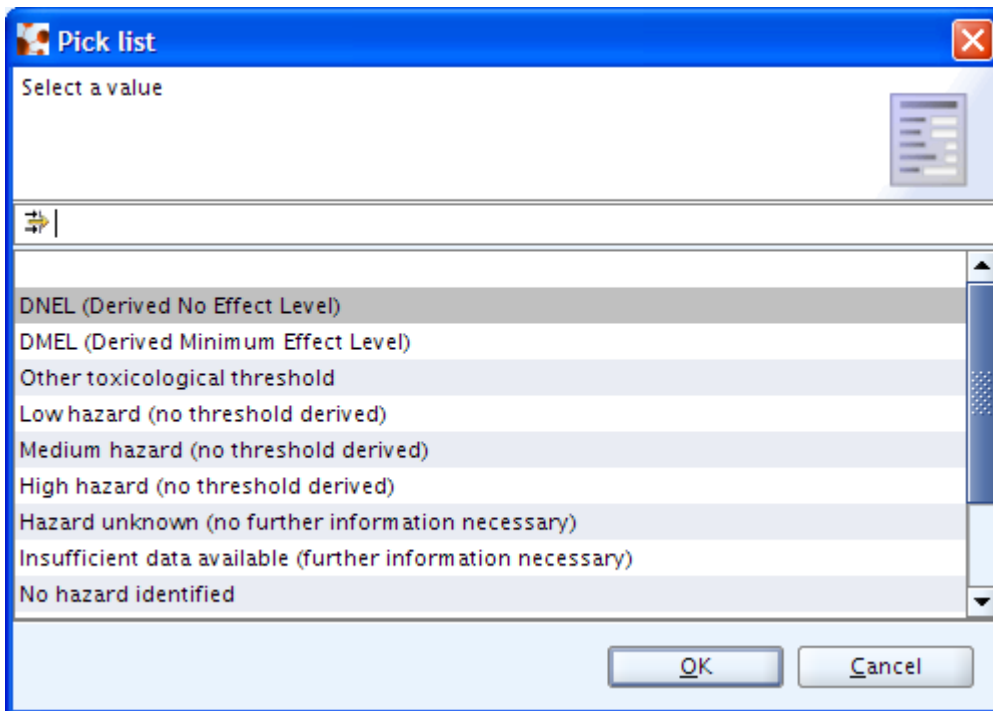 Pick list
Select a value
DNEL (Derived No Effect Level)
DMEL (Derived Minimum Effect Level)
Other toxicological threshold
Low hazard (no threshold derived)
Medium hazard (no threshold derived)
High hazard (no threshold derived)
Hazard unknown (no further information necessary)
Insufficient data available (further information necessary)
No hazard identified
OK Cancel